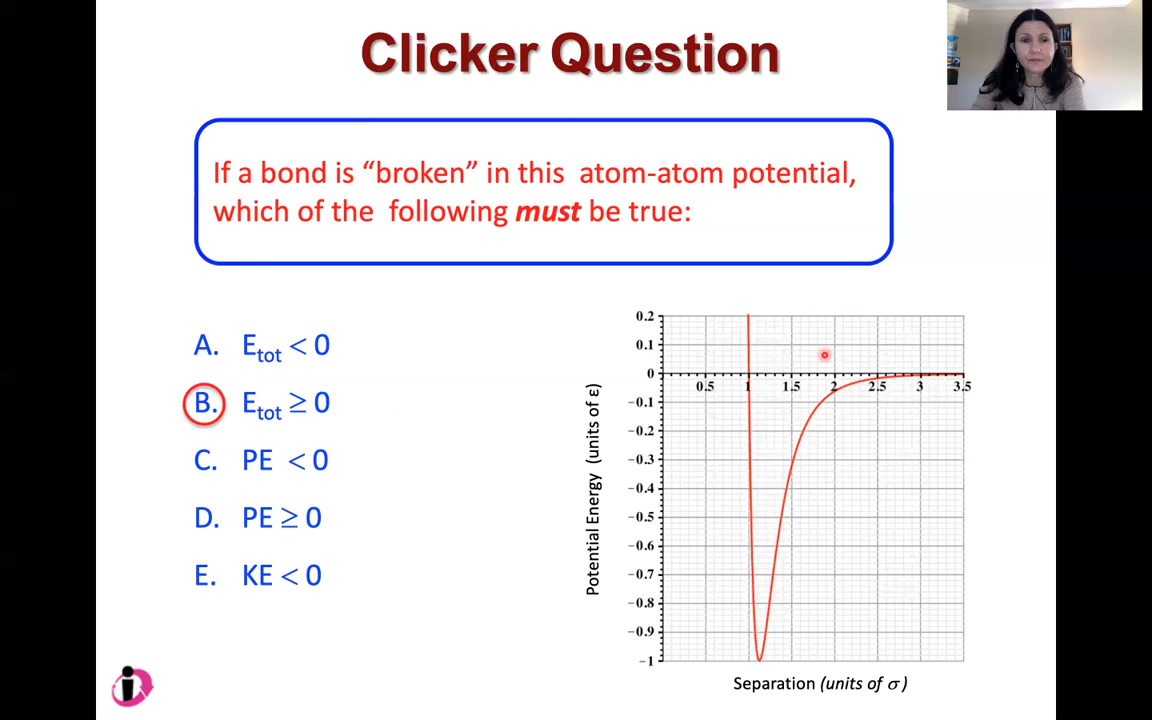 Clicker Question
If a bond is “broken” in this atom-atom potential,
which of the following must be true:
A. Etot < 0
B. Etot ≥ 0
C. PE < 0
D. PE ≥ 0
E. KE < 0
Potential Energy (units of ε)
0.2
0.1
0
−0.1
−0.2
−0.3
−0.4
−0.5
−0.6
−0.7
−0.8
−0.9
−1
0.5 1 1.5 2 2.5 3 3.5
Separation (units of σ)
i